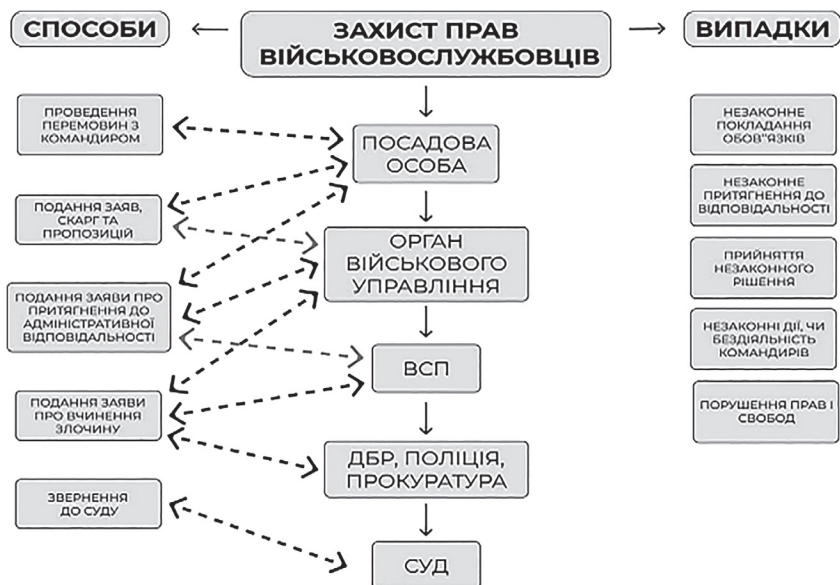 СПОСОБИ
ЗАХИСТ ПРАВ
ВІЙСЬКОВОСЛУЖБОВЦІВ
ВИПАДКИ
ПРОВЕДЕННЯ
ПЕРЕМОВИН З
КОМАНДИРОМ
ПОДАННЯ ЗАЯВ,
СКАРГ ТА
ПРОПОЗИЦІЙ
ПОДАННЯ ЗАЯВИ ПРО
ПРИТЯГНЕННЯ ДО
АДМІНІСТРАТИВНОЇ
ВІДПОВІДАЛЬНОСТІ
ПОДАННЯ ЗАЯВИ
ПРО ВЧИНЕННЯ
ЗЛОЧИНУ
ЗВЕРНЕННЯ
ДО СУДУ
ПОСАДОВА
ОСОБА
ОРГАН
ВІЙСЬКОВОГО
УПРАВЛІННЯ
ВСП
ДБР, ПОЛІЦІЯ,
ПРОКУРАТУРА
СУД
НЕЗАКОННЕ
ПОКЛАДАННЯ
ОБОВ"ЯЗКІВ
НЕЗАКОННЕ
ПРИТЯГНЕННЯ ДО
ВІДПОВІДАЛЬНОСТІ
ПРИЙНЯТТЯ
НЕЗАКОННОГО
РІШЕННЯ
НЕЗАКОННІ ДІЇ, ЧИ
БЕЗДІЯЛЬНІСТЬ
КОМАНДИРІВ
ПОРУШЕННЯ ПРАВ І
СВОБОД